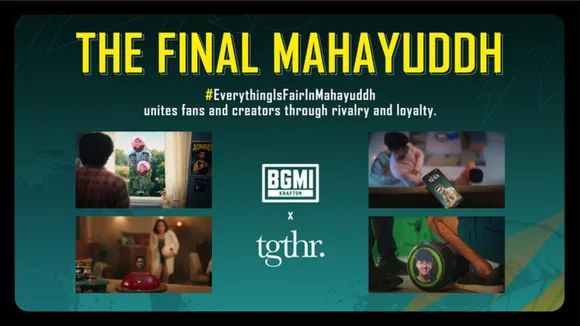 THE FINAL MAHAYUDDH
#EverythingIsFairInMahayuddh
unites fans and creators through rivalry and loyalty.
BGMI
KRAFTON
x
tgthr.